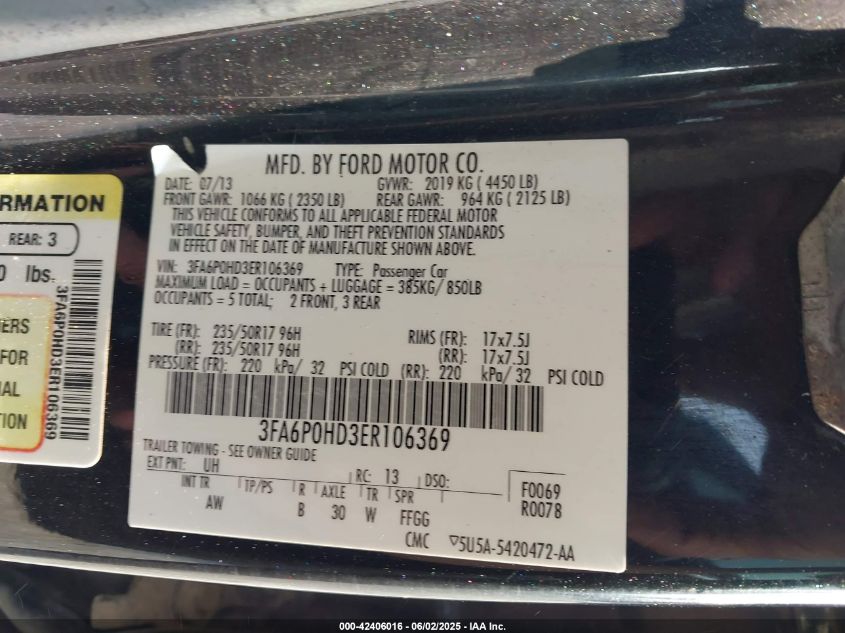 MFD. BY FORD MOTOR CO.
DATE: 07/13 GVWR: 2019 KG ( 4450 LB)
FRONT GAWR: 1066 KG ( 2350 LB) REAR GAWR: 964 KG ( 2125 LB)
THIS VEHICLE CONFORMS TO ALL APPLICABLE FEDERAL MOTOR
VEHICLE SAFETY, BUMPER, AND THEFT PREVENTION STANDARDS
IN EFFECT ON THE DATE OF MANUFACTURE SHOWN ABOVE.
VIN: 3FA6P0HD3ER106369 TYPE: Passenger Car
MAXIMUM LOAD = OCCUPANTS + LUGGAGE = 385KG/ 850LB
OCCUPANTS = 5 TOTAL; 2 FRONT, 3 REAR
TIRE (FR): 235/50R17 96H RIMS (FR): 17x7.5J
(RR): 235/50R17 96H (RR): 17x7.5J
PRESSURE (FR): 220 kPa/ 32 PSI COLD (RR): 220 kPa/ 32 PSI COLD
3FA6P0HD3ER106369
TRAILER TOWING - SEE OWNER GUIDE
EXT PNT: UH RC: 13 DSO:
INT TR TP/PS R AXLE TR SPR
AW B 30 W FFGG
F0069
R0078
CMC 5U5A-5420472-AA
RMATION
REAR: 3
0 lbs.
3FA6P0HD3ER106369
FOR
IAL
TION
000-42406016 - 06/02/2025 - IAA Inc.